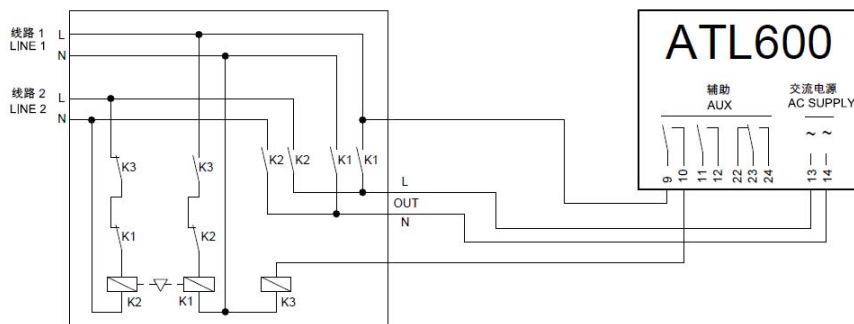 线路 1 L
LINE 1
N
线路 2 L
LINE 2
N
ATL600
辅助
AUX
交流电源
AC SUPPLY
~ ~
9 10 11 12 22 23 24 13 14
K3 K3 K2 K2 K1 K1
L
OUT
N
K1 K2
K2 K1 K3